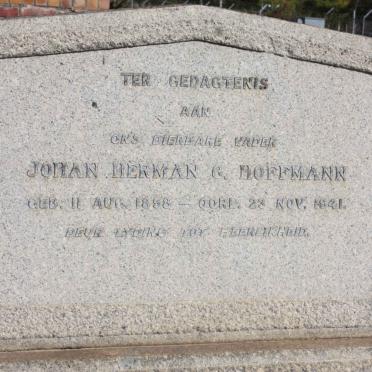 TER GEDAGTENIS
AAN
ONS DIERBARE VADER
JOHAN HERMAN G. HOFFMANN
GEB. 11 AUG. 1858 — OORL. 23 NOV. 1941.
DEUR LYDING TOT HEERLIKHEID.